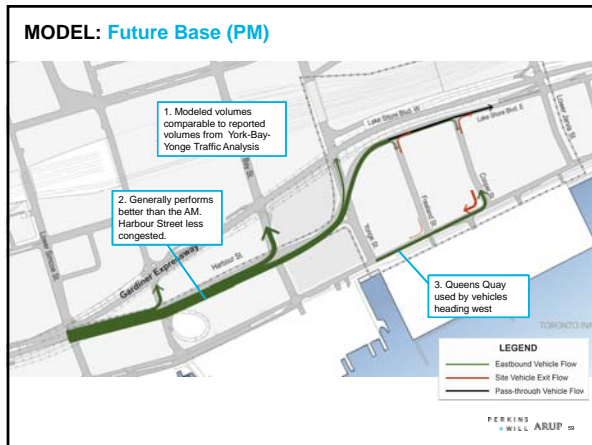 MODEL: Future Base (PM)
1. Modeled volumes
comparable to reported
volumes from York-Bay-
Yonge Traffic Analysis
2. Generally performs
better than the AM.
Harbour Street less
congested.
3. Queens Quay
used by vehicles
heading west
Lake Shore Blvd. W
Lake Shore Blvd. E
Lower Jarvis St
Bay St
Yonge St
Freeland St
Cooper St
Harbour St.
Gardiner Expressway
Lower Simcoe St
TORONTO IN
LEGEND
Eastbound Vehicle Flow
Site Vehicle Exit Flow
Pass-through Vehicle Flow
PERKINS
+ WILL
ARUP
59